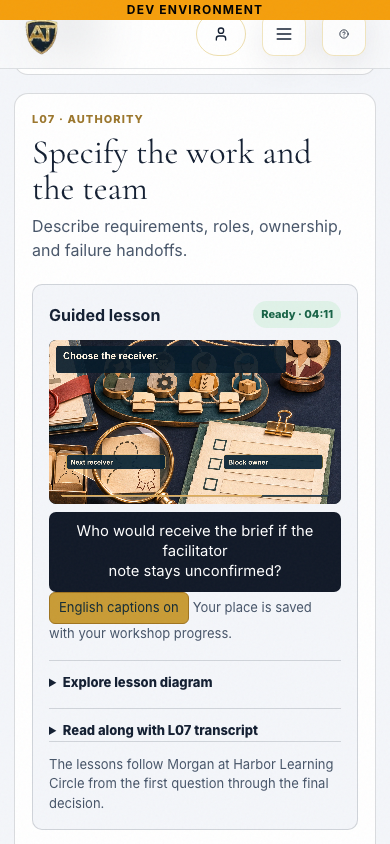 DEV ENVIRONMENT
AT
L07 · AUTHORITY
Specify the work and
the team
Describe requirements, roles, ownership,
and failure handoffs.
Guided lesson
Ready · 04:11
Choose the receiver.
Next receiver
Block owner
Who would receive the brief if the
facilitator
note stays unconfirmed?
English captions on Your place is saved
with your workshop progress.
Explore lesson diagram
Read along with L07 transcript
The lessons follow Morgan at Harbor Learning
Circle from the first question through the final
decision.